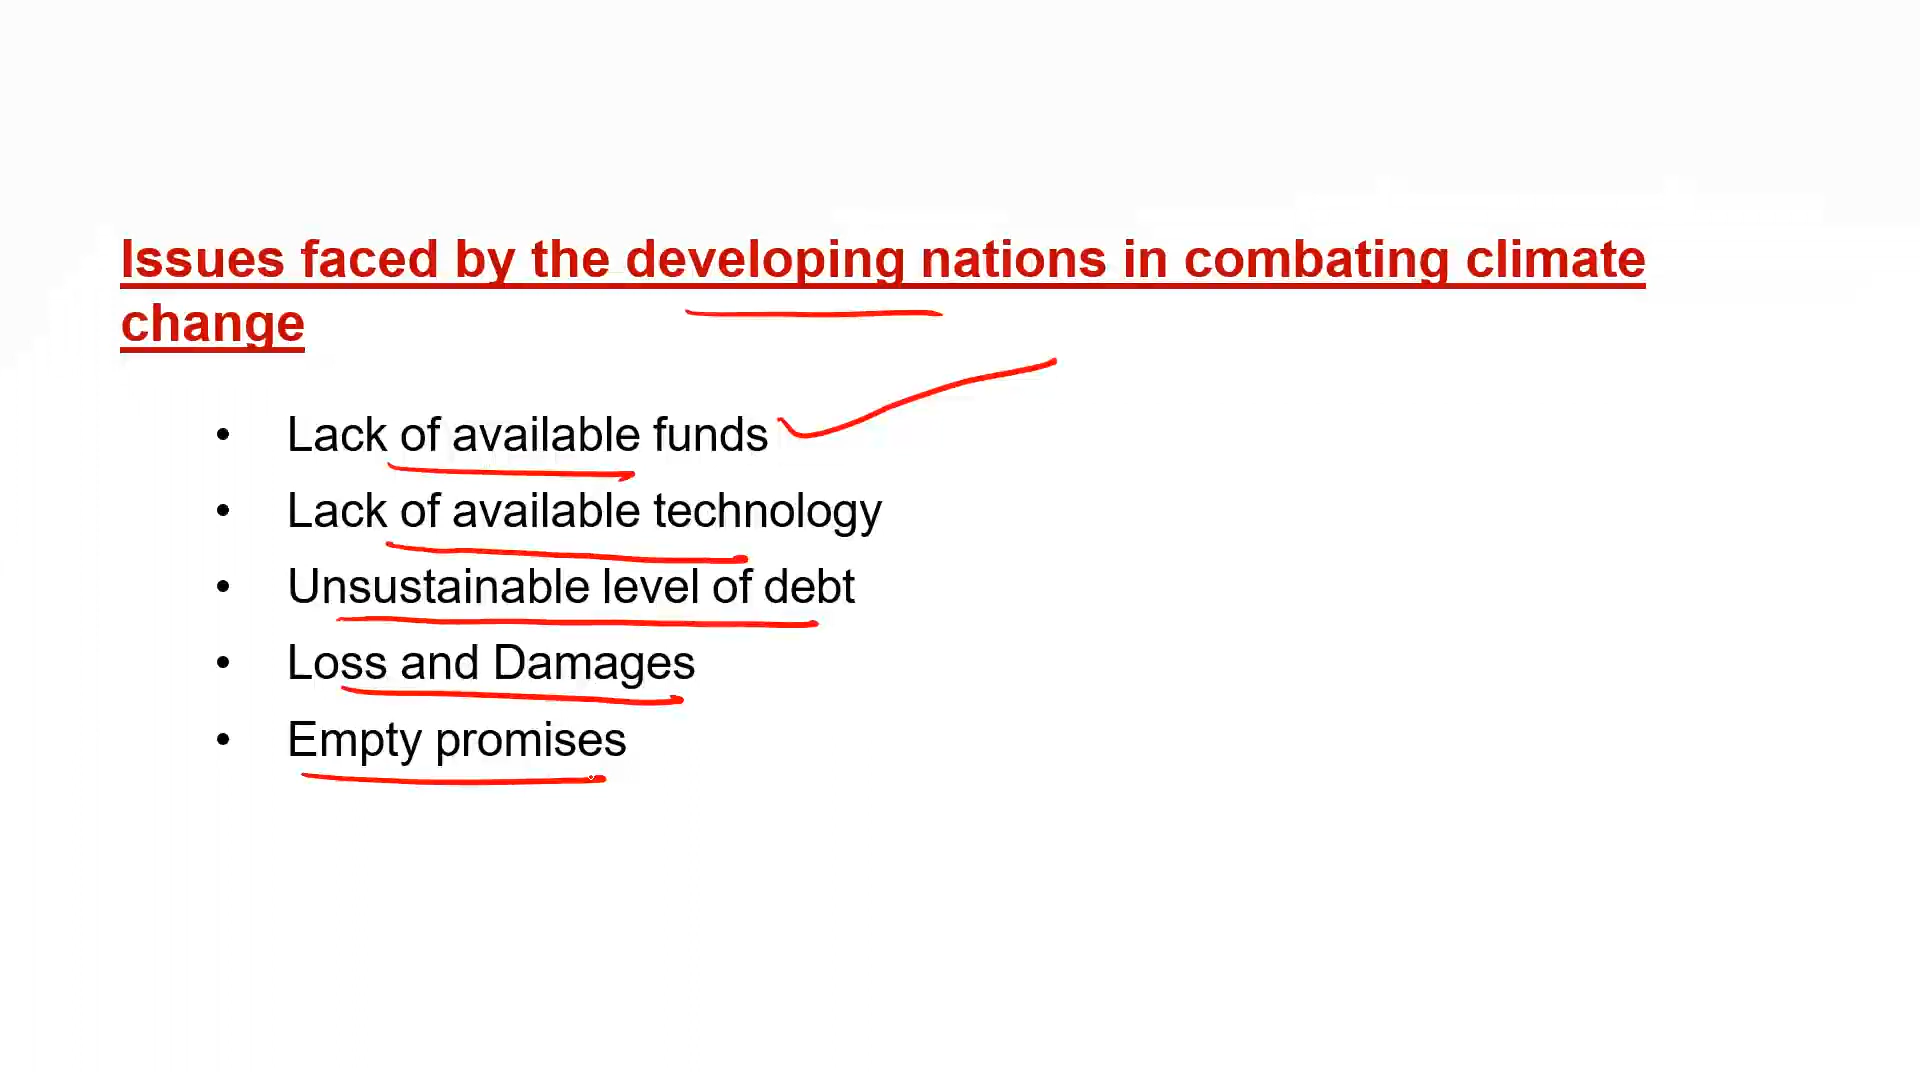 Issues faced by the developing nations in combating climate
change
• Lack of available funds
• Lack of available technology
• Unsustainable level of debt
• Loss and Damages
• Empty promises